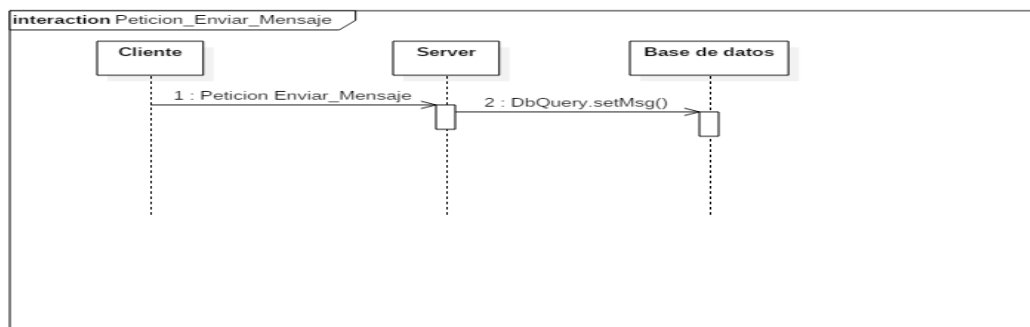 interaction Peticion_Enviar_Mensaje
Cliente
Server
Base de datos
1 : Peticion Enviar_Mensaje
2 : DbQuery.setMsg()